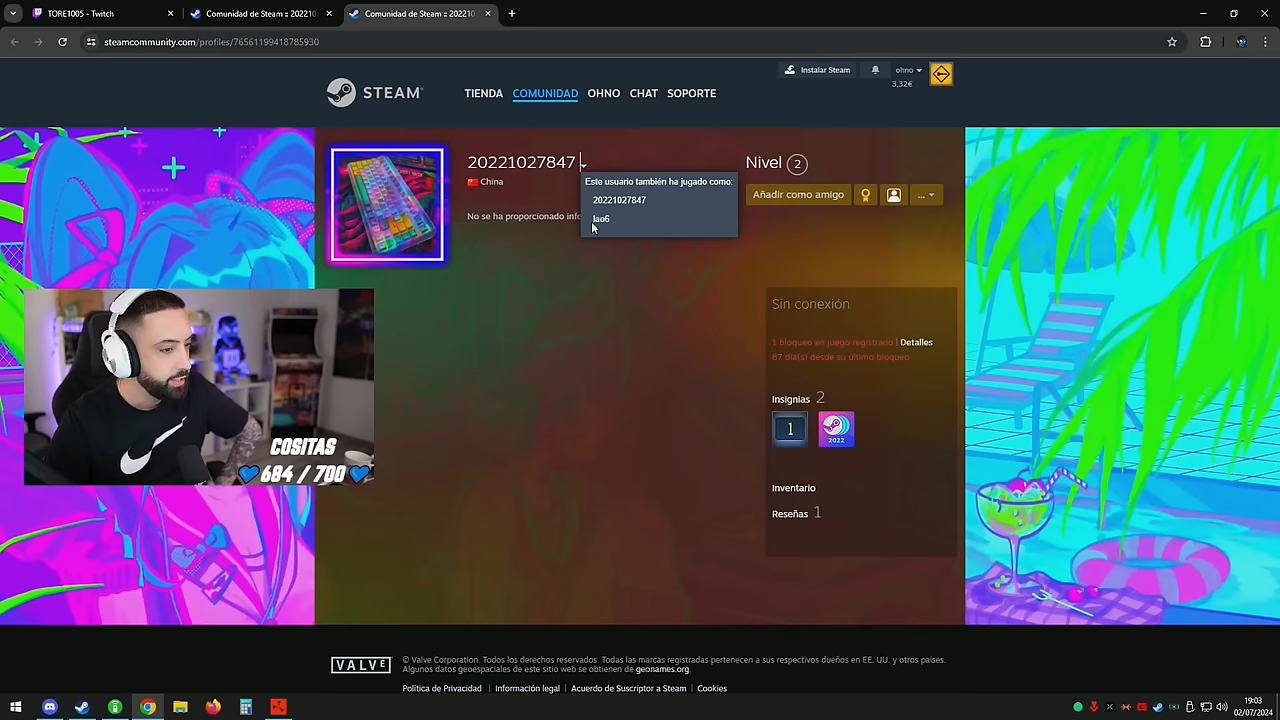 TORE1005 - Twitch
Comunidad de Steam :: 202210
Comunidad de Steam :: 202210
steamcommunity.com/profiles/76561199418785930
Instalar Steam
ohno
3,32€
STEAM
TIENDA COMUNIDAD OHNO CHAT SOPORTE
20221027847
China
No se ha proporcionado info
Este usuario también ha jugado como:
20221027847
lao6
Nivel 2
Añadir como amigo
...
Sin conexión
1 bloqueo en juego registrado | Detalles
87 día(s) desde su último bloqueo
Insignias 2
1
2022
Inventario
Reseñas 1
COSITAS
684 / 700
VALVE
© Valve Corporation. Todos los derechos reservados. Todas las marcas registradas pertenecen a sus respectivos dueños en EE. UU. y otros países.
Algunos datos geoespaciales de este sitio web se obtienen de geonames.org.
Política de Privacidad | Información legal | Acuerdo de Suscriptor a Steam | Cookies
19:03
02/07/2024